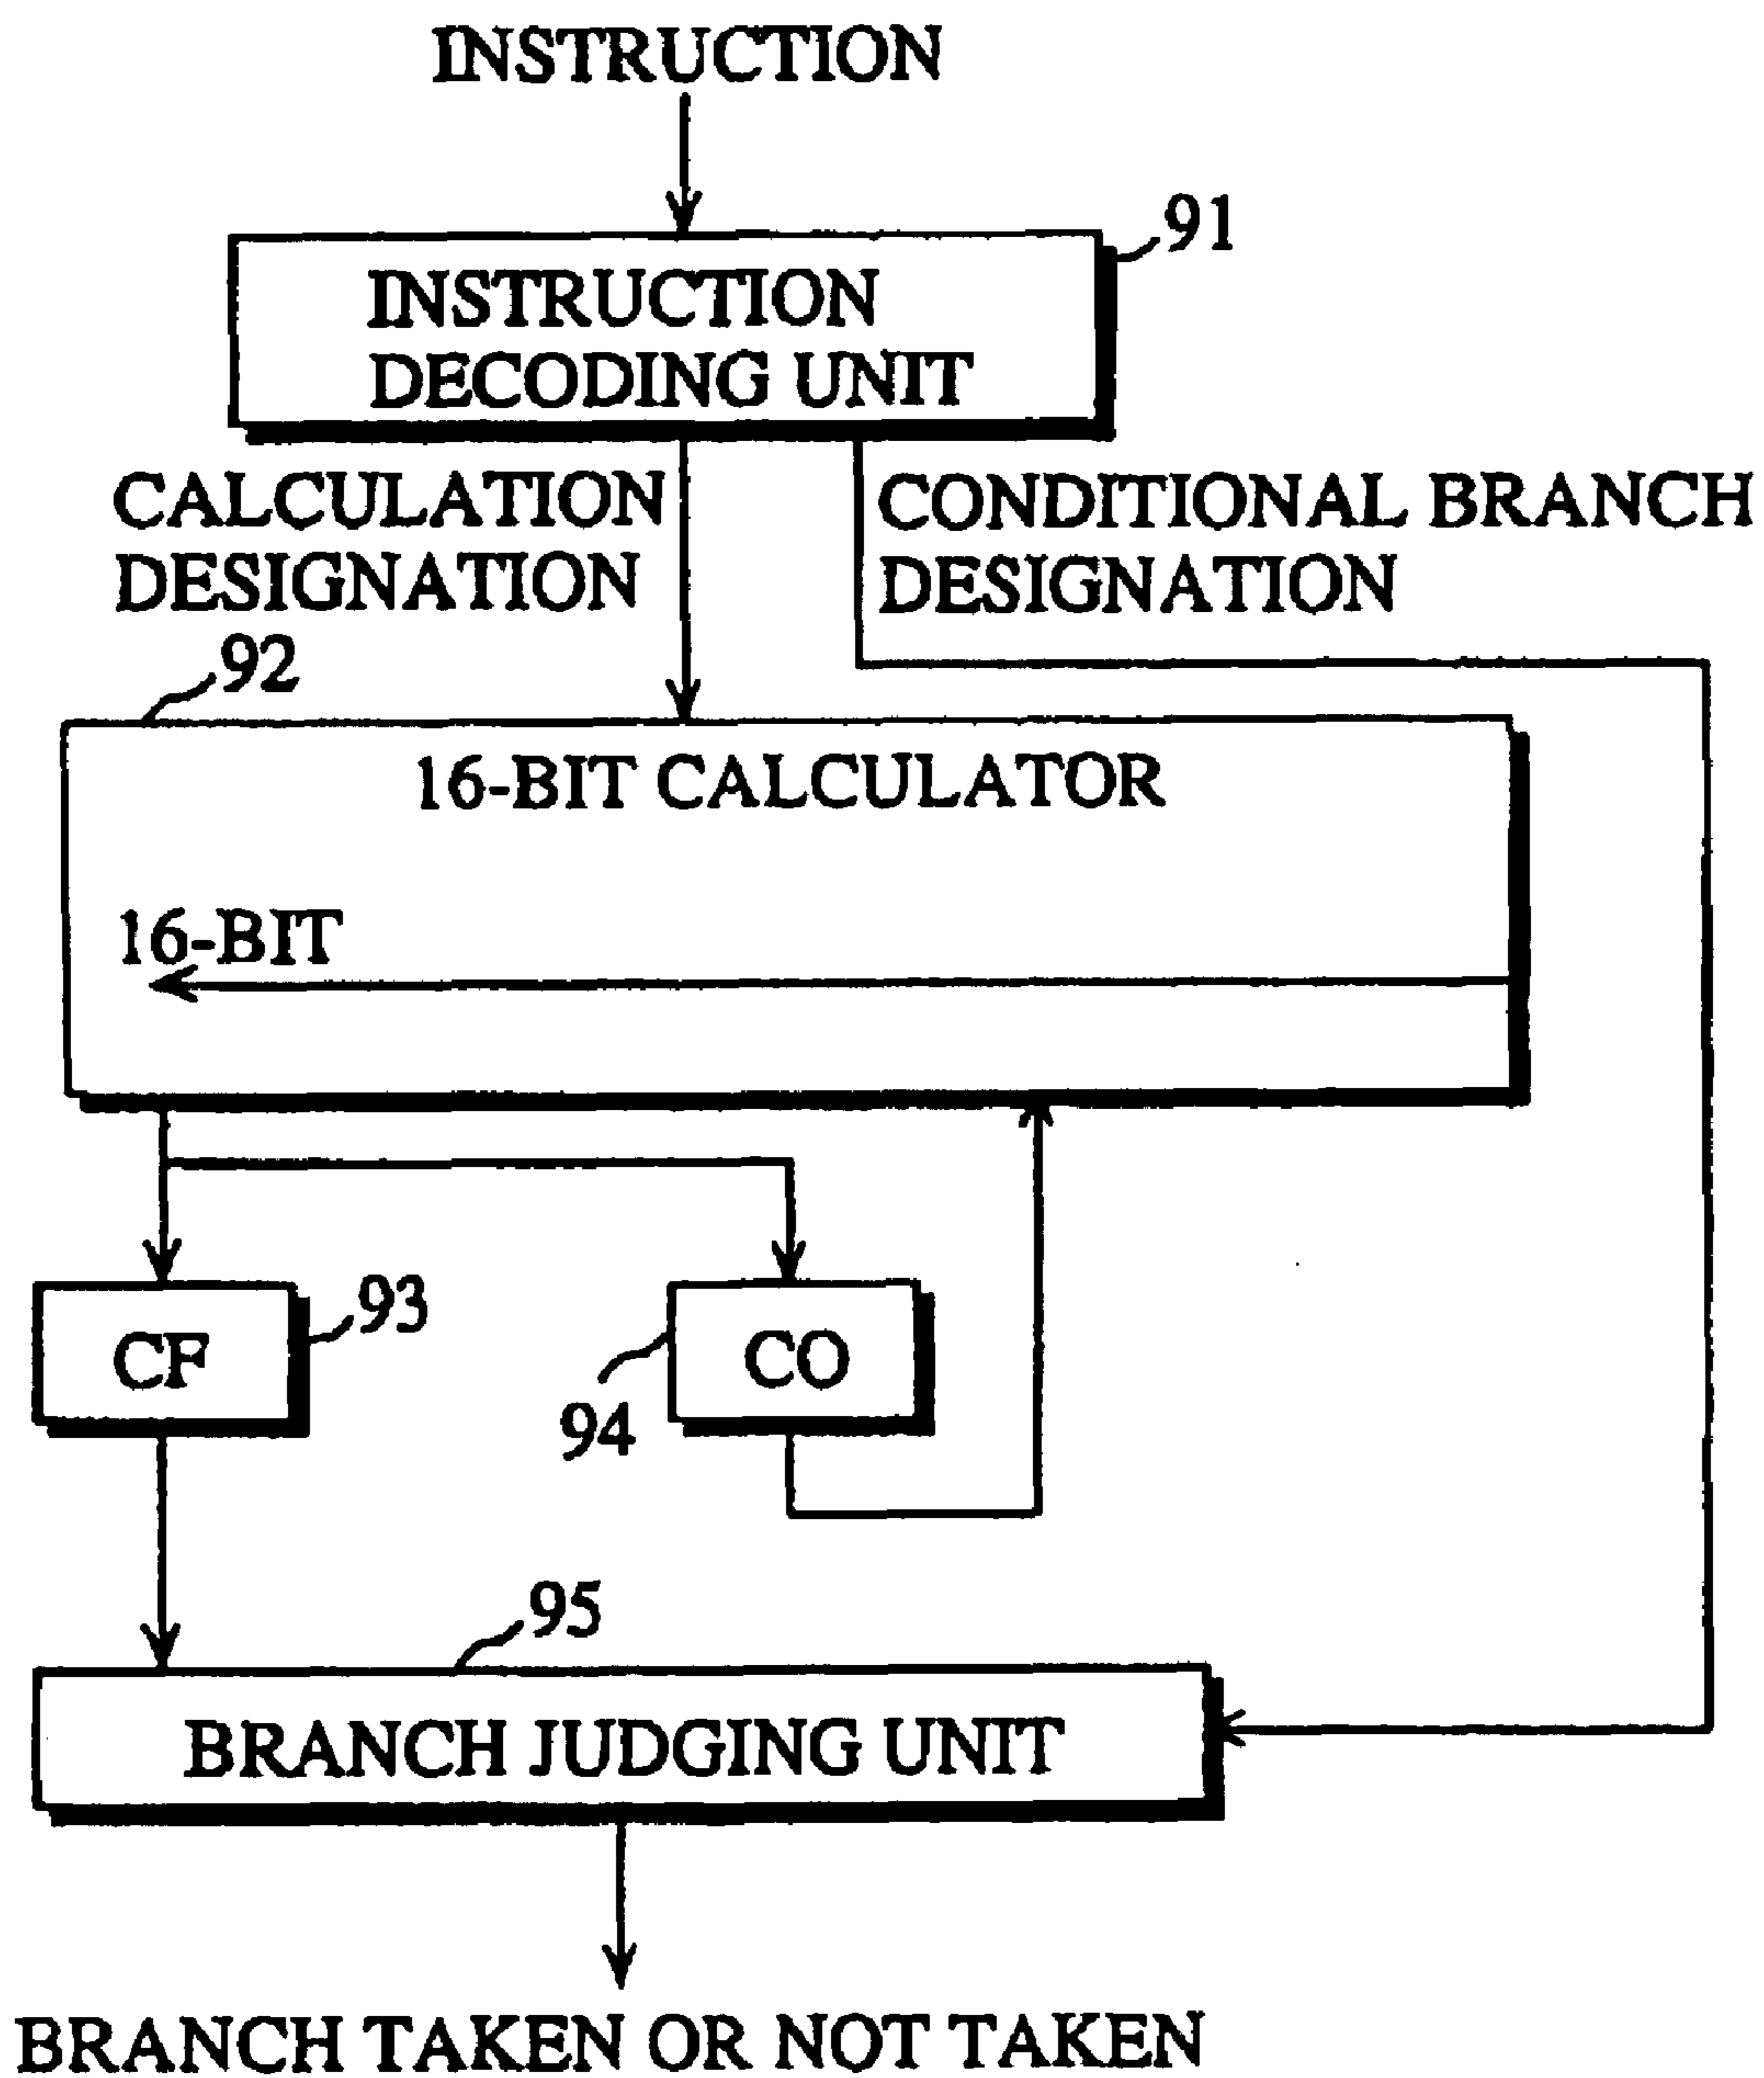 INSTRUCTION
91
INSTRUCTION
DECODING UNIT
CALCULATION
DESIGNATION
CONDITIONAL BRANCH
DESIGNATION
92
16-BIT CALCULATOR
16-BIT
CF
93
CO
94
95
BRANCH JUDGING UNIT
BRANCH TAKEN OR NOT TAKEN